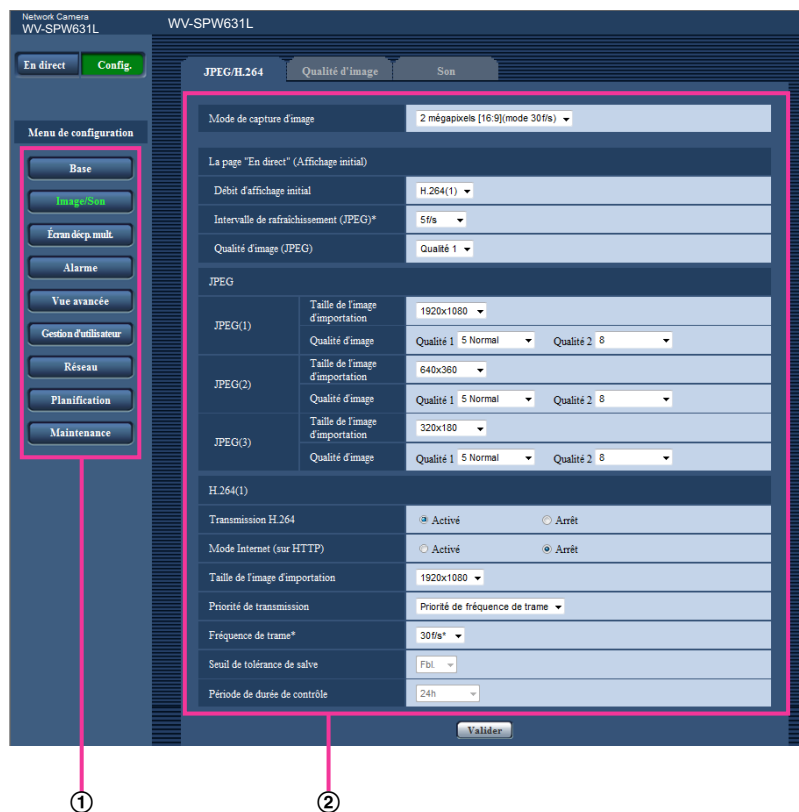 Network Camera
WV-SPW631L
WV-SPW631L
En direct Config.
JPEG/H.264 Qualité d'image Son
Menu de configuration
Base
Image/Son
Écran décp. mult.
Alarme
Vue avancée
Gestion d'utilisateur
Réseau
Planification
Maintenance
Mode de capture d'image 2 mégapixels [16:9](mode 30f/s)
La page "En direct" (Affichage initial)
Débit d'affichage initial H.264(1)
Intervalle de rafraîchissement (JPEG)* 5f/s
Qualité d'image (JPEG) Qualité 1
JPEG
JPEG(1)
Taille de l'image d'importation 1920x1080
Qualité d'image Qualité 1 5 Normal Qualité 2 8
JPEG(2)
Taille de l'image d'importation 640x360
Qualité d'image Qualité 1 5 Normal Qualité 2 8
JPEG(3)
Taille de l'image d'importation 320x180
Qualité d'image Qualité 1 5 Normal Qualité 2 8
H.264(1)
Transmission H.264 Activé Arrêt
Mode Internet (sur HTTP) Activé Arrêt
Taille de l'image d'importation 1920x1080
Priorité de transmission Priorité de fréquence de trame
Fréquence de trame* 30f/s*
Seuil de tolérance de salve Fbl.
Période de durée de contrôle 24h
Valider
① ②